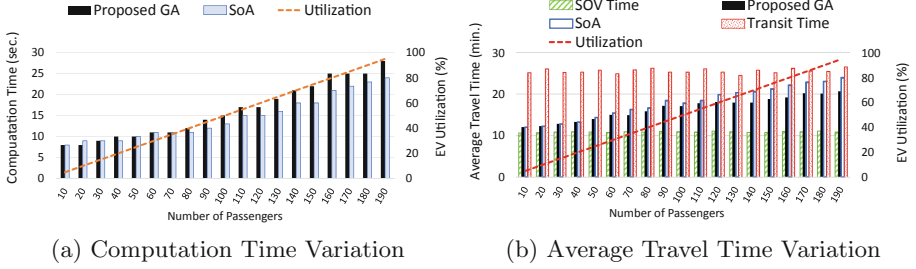 Proposed GA SoA Utilization
Compuatation Time (sec.)
30
25
20
15
10
5
0
100
80
60
40
20
0
EV Utilization (%)
10 20 30 40 50 60 70 80 90 100 110 120 130 140 150 160 170 180 190
Number of Passengers
(a) Computation Time Variation
SOV Time Proposed GA
SoA Transit Time
Utilization
Average Travel Time (min.)
30
20
10
0
100
80
60
40
20
0
EV Utilization (%)
10 20 30 40 50 60 70 80 90 100 110 120 130 140 150 160 170 180 190
Number of Passengers
(b) Average Travel Time Variation